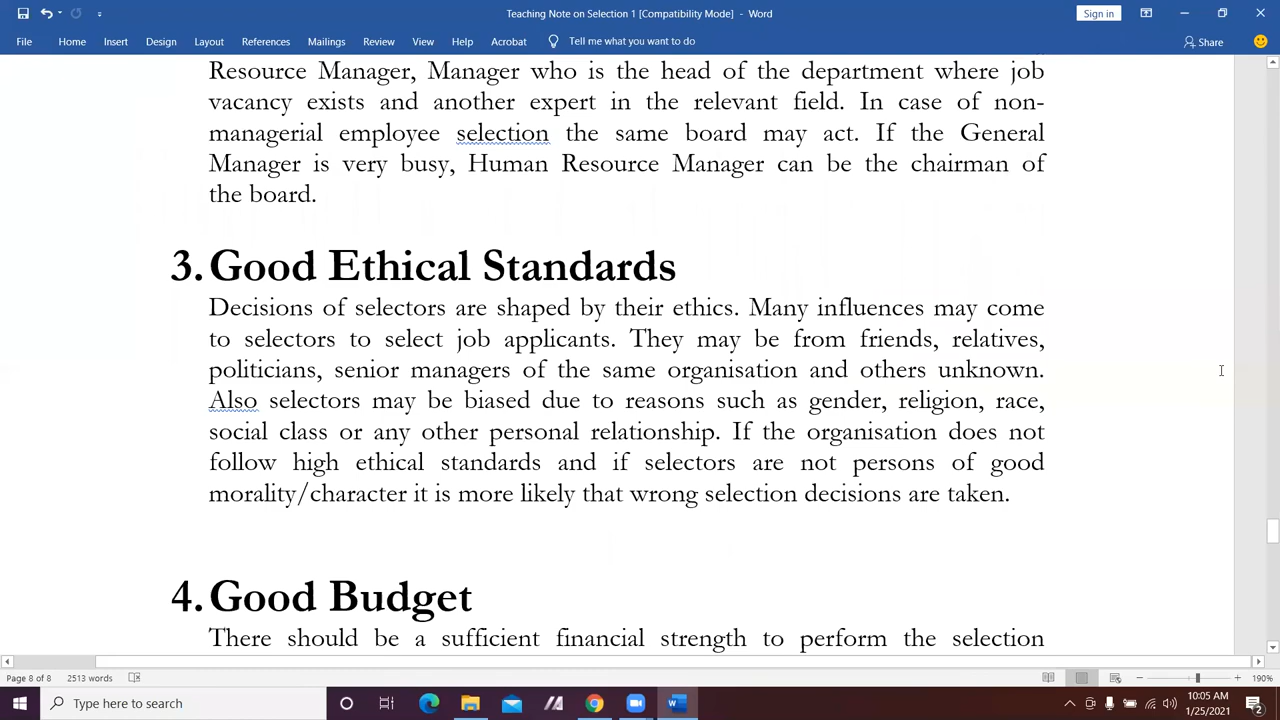 Teaching Note on Selection 1 [Compatibility Mode] - Word
Sign in
File Home Insert Design Layout References Mailings Review View Help Acrobat Tell me what you want to do Share
Resource Manager, Manager who is the head of the department where job
vacancy exists and another expert in the relevant field. In case of non-
managerial employee selection the same board may act. If the General
Manager is very busy, Human Resource Manager can be the chairman of
the board.
3. Good Ethical Standards
Decisions of selectors are shaped by their ethics. Many influences may come
to selectors to select job applicants. They may be from friends, relatives,
politicians, senior managers of the same organisation and others unknown.
Also selectors may be biased due to reasons such as gender, religion, race,
social class or any other personal relationship. If the organisation does not
follow high ethical standards and if selectors are not persons of good
morality/character it is more likely that wrong selection decisions are taken.
4. Good Budget
There should be a sufficient financial strength to perform the selection
Page 8 of 8 2513 words 190%
Type here to search
10:05 AM
1/25/2021
2